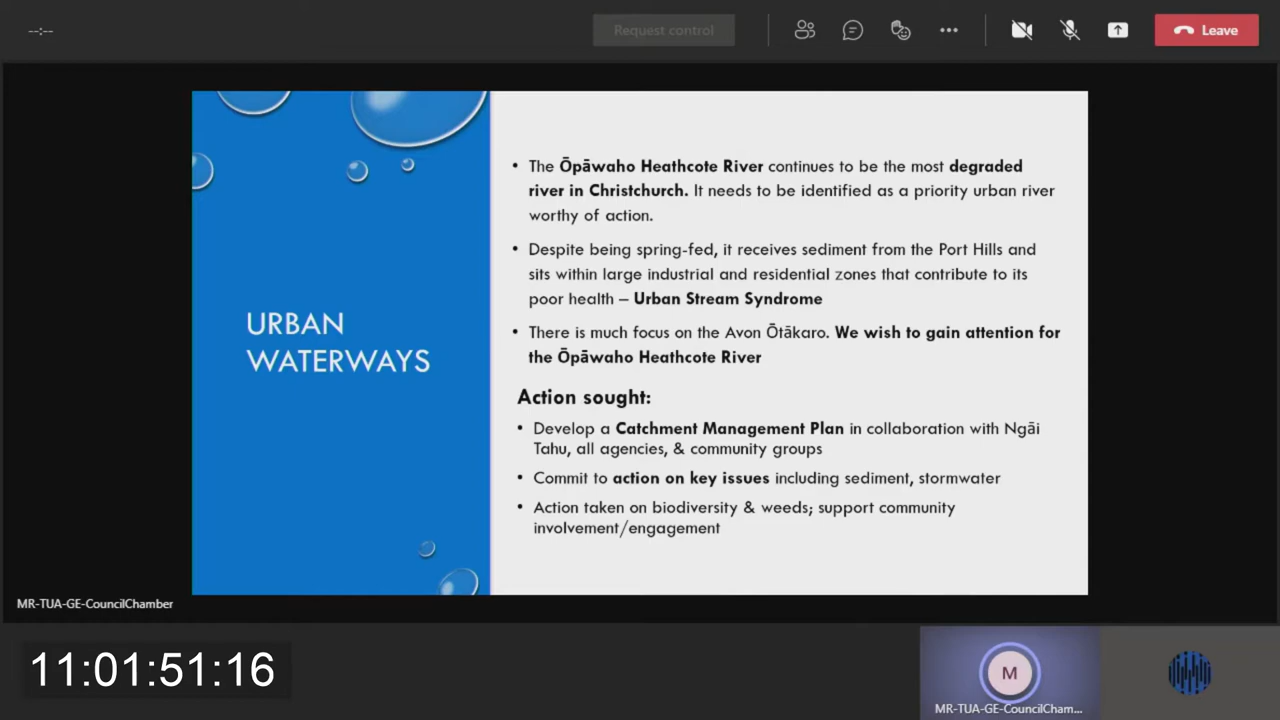 --:--
Request control
Leave
• The Ōpāwaho Heathcote River continues to be the most degraded
river in Christchurch. It needs to be identified as a priority urban river
worthy of action.
• Despite being spring-fed, it receives sediment from the Port Hills and
sits within large industrial and residential zones that contribute to its
poor health – Urban Stream Syndrome
URBAN
WATERWAYS
• There is much focus on the Avon Ōtākaro. We wish to gain attention for
the Ōpāwaho Heathcote River
Action sought:
• Develop a Catchment Management Plan in collaboration with Ngāi
Tahu, all agencies, & community groups
• Commit to action on key issues including sediment, stormwater
• Action taken on biodiversity & weeds; support community
involvement/engagement
MR-TUA-GE-CouncilChamber
11:01:51:16
M
MR-TUA-GE-CouncilCham...